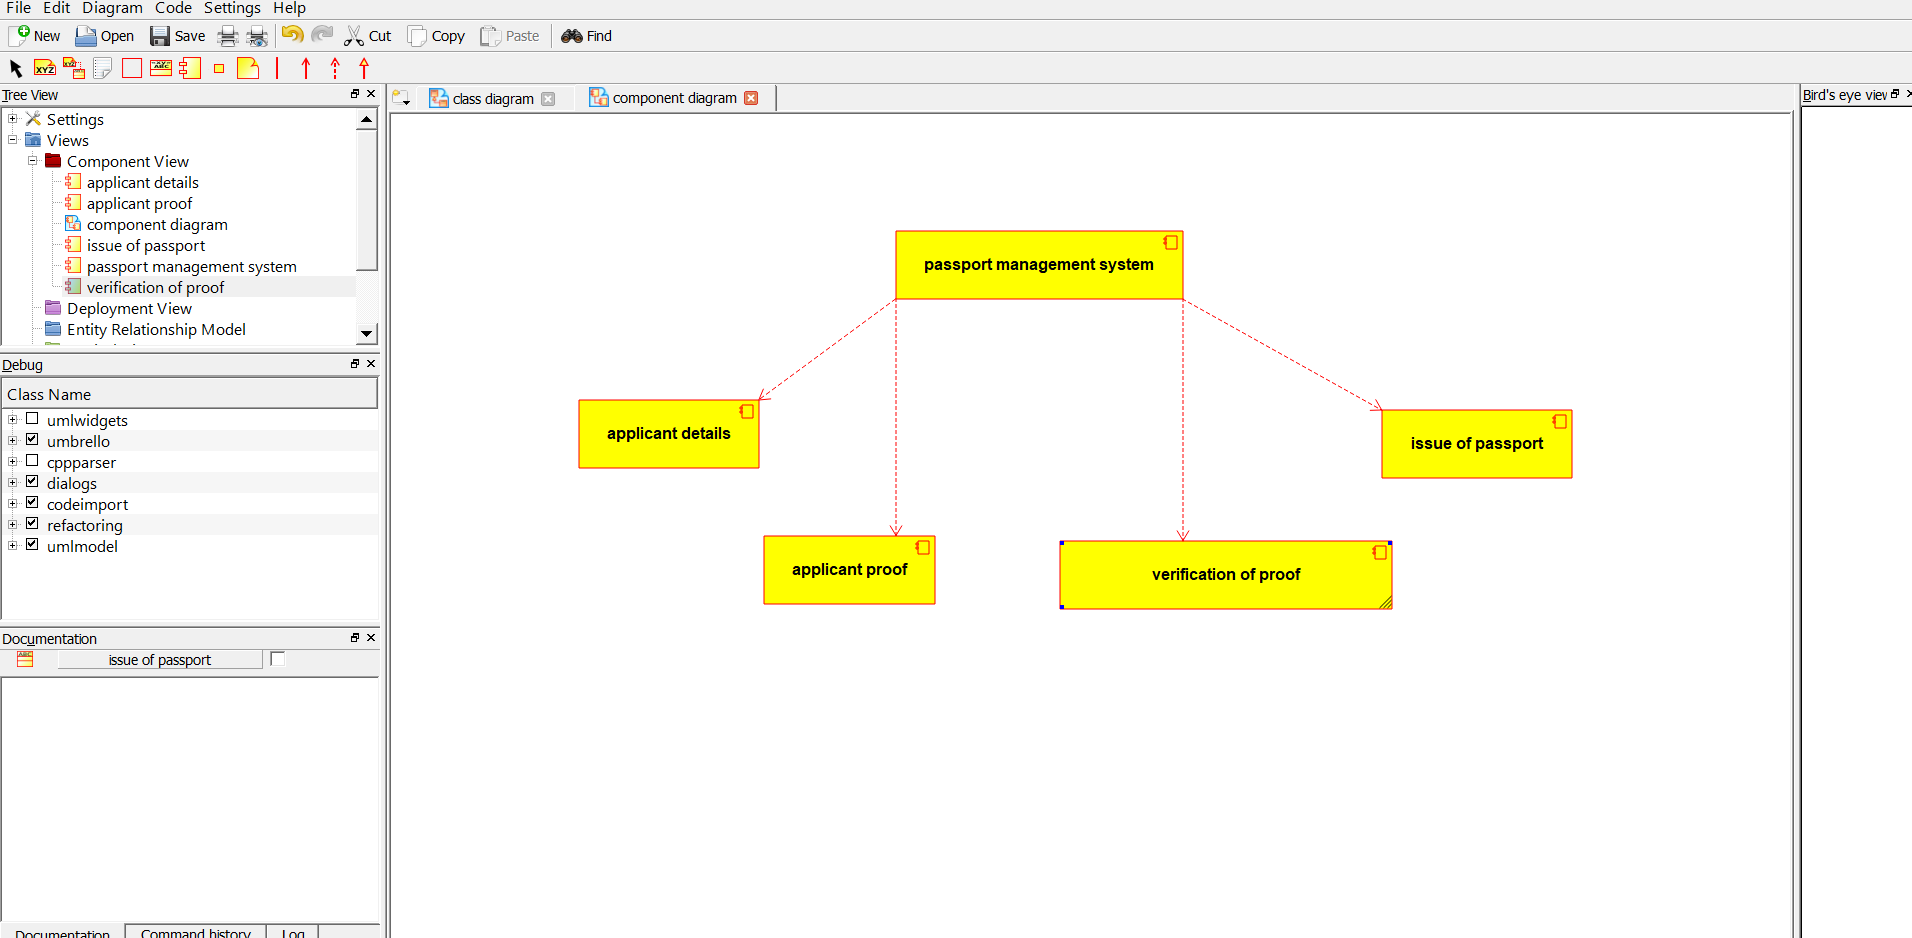 File Edit Diagram Code Settings Help
New Open Save Cut Copy Paste Find
XYZ XYZ ABC
Tree View
Settings
Views
Component View
applicant details
applicant proof
component diagram
issue of passport
passport management system
verification of proof
Deployment View
Entity Relationship Model
Debug
Class Name
umlwidgets
umbrello
cppparser
dialogs
codeimport
refactoring
umlmodel
Documentation
ABC issue of passport
Documentation Command history Log
class diagram component diagram
passport management system
applicant details
issue of passport
applicant proof
verification of proof
Bird's eye view